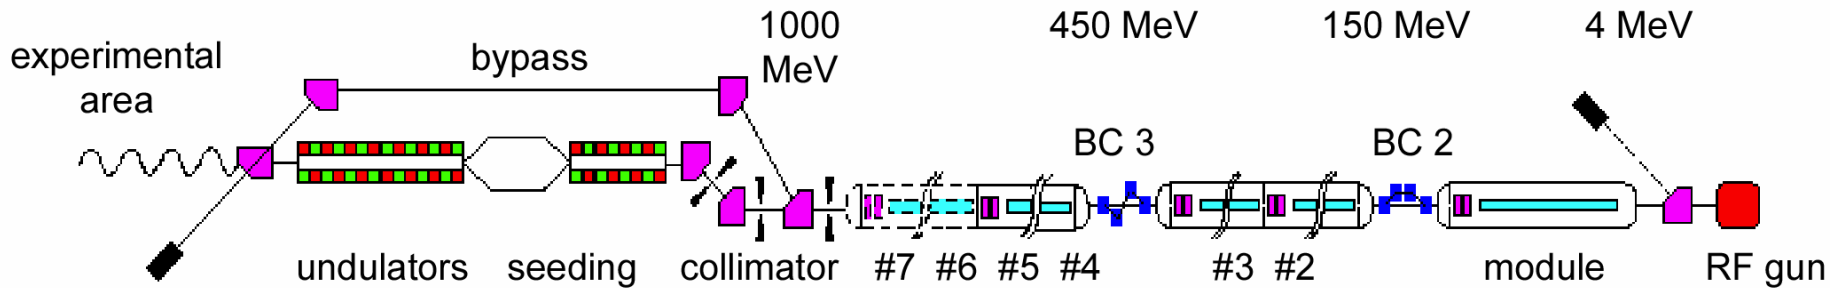 1000 MeV
450 MeV
150 MeV
4 MeV
experimental area
bypass
BC 3
BC 2
undulators
seeding
collimator
#7
#6
#5
#4
#3
#2
module
RF gun